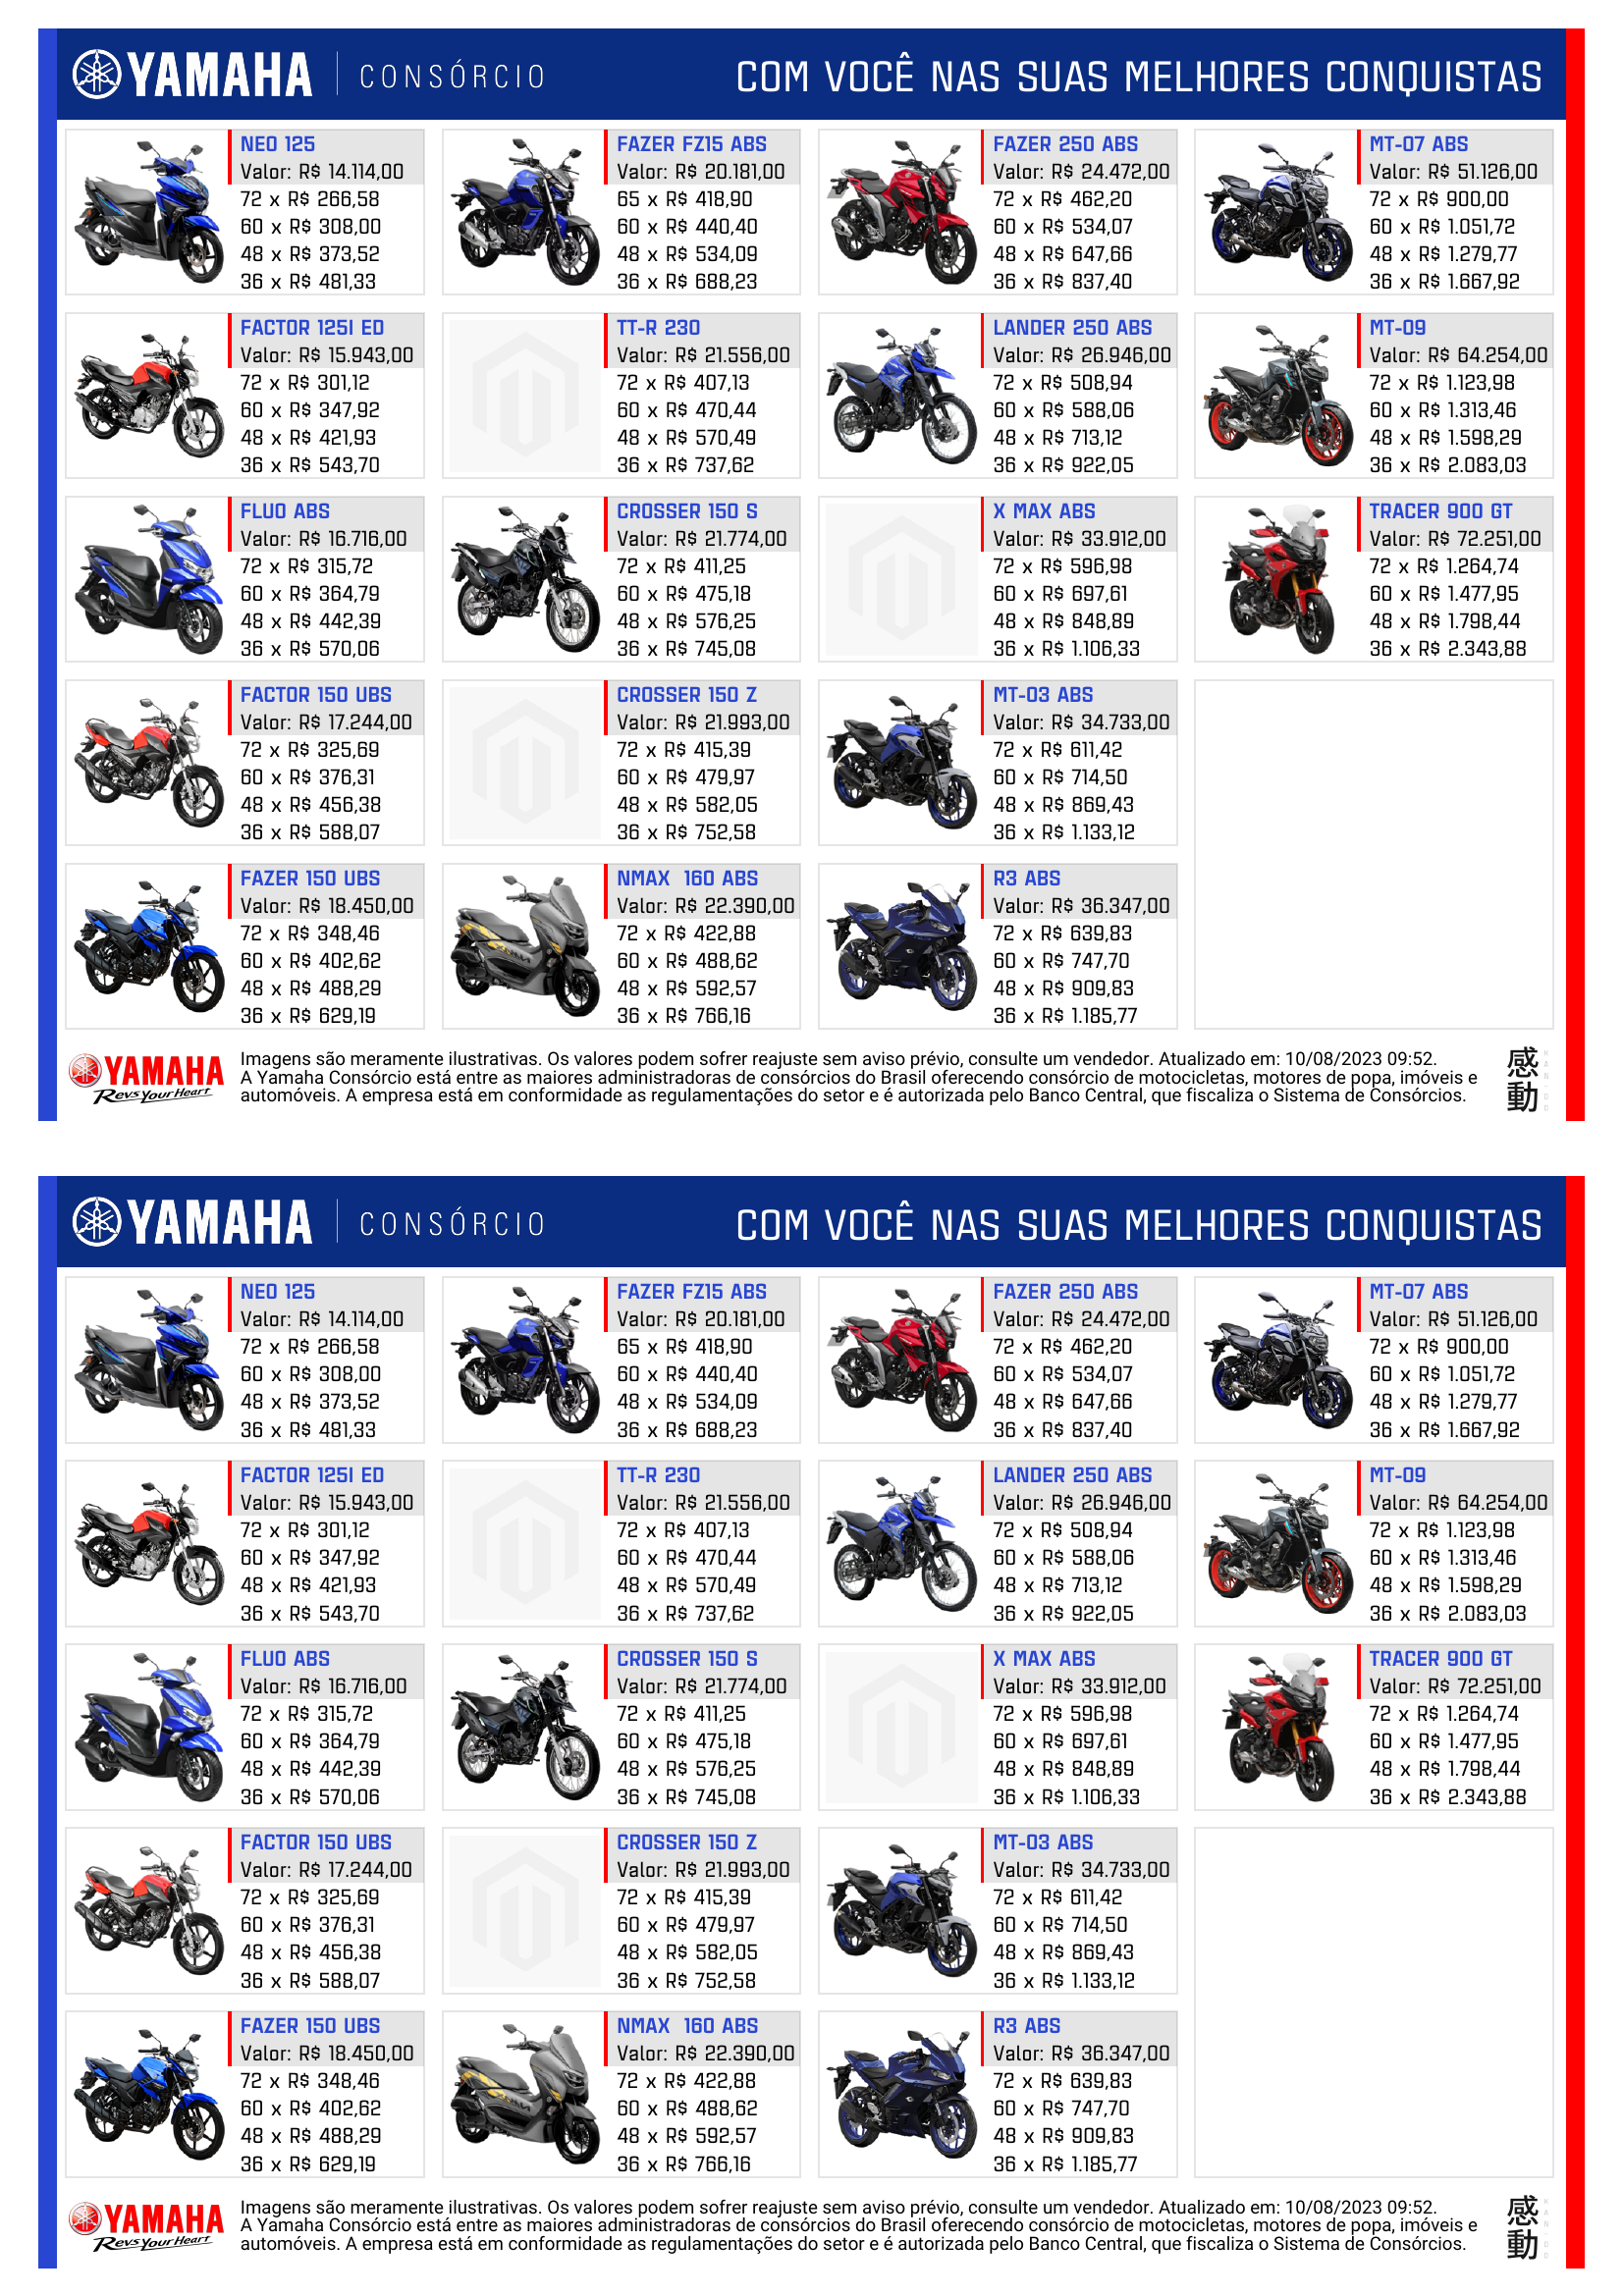 YAMAHA CONSÓRCIO COM VOCÊ NAS SUAS MELHORES CONQUISTAS
NEO 125
Valor: R$ 14.114,00
72 x R$ 266,58
60 x R$ 308,00
48 x R$ 373,52
36 x R$ 481,33
FAZER FZ15 ABS
Valor: R$ 20.181,00
65 x R$ 418,90
60 x R$ 440,40
48 x R$ 534,09
36 x R$ 688,23
FAZER 250 ABS
Valor: R$ 24.472,00
72 x R$ 462,20
60 x R$ 534,07
48 x R$ 647,66
36 x R$ 837,40
MT-07 ABS
Valor: R$ 51.126,00
72 x R$ 900,00
60 x R$ 1.051,72
48 x R$ 1.279,77
36 x R$ 1.667,92
FACTOR 125I ED
Valor: R$ 15.943,00
72 x R$ 301,12
60 x R$ 347,92
48 x R$ 421,93
36 x R$ 543,70
TT-R 230
Valor: R$ 21.556,00
72 x R$ 407,13
60 x R$ 470,44
48 x R$ 570,49
36 x R$ 737,62
LANDER 250 ABS
Valor: R$ 26.946,00
72 x R$ 508,94
60 x R$ 588,06
48 x R$ 713,12
36 x R$ 922,05
MT-09
Valor: R$ 64.254,00
72 x R$ 1.123,98
60 x R$ 1.313,46
48 x R$ 1.598,29
36 x R$ 2.083,03
FLUO ABS
Valor: R$ 16.716,00
72 x R$ 315,72
60 x R$ 364,79
48 x R$ 442,39
36 x R$ 570,06
CROSSER 150 S
Valor: R$ 21.774,00
72 x R$ 411,25
60 x R$ 475,18
48 x R$ 576,25
36 x R$ 745,08
X MAX ABS
Valor: R$ 33.912,00
72 x R$ 596,98
60 x R$ 697,61
48 x R$ 848,89
36 x R$ 1.106,33
TRACER 900 GT
Valor: R$ 72.251,00
72 x R$ 1.264,74
60 x R$ 1.477,95
48 x R$ 1.798,44
36 x R$ 2.343,88
FACTOR 150 UBS
Valor: R$ 17.244,00
72 x R$ 325,69
60 x R$ 376,31
48 x R$ 456,38
36 x R$ 588,07
CROSSER 150 Z
Valor: R$ 21.993,00
72 x R$ 415,39
60 x R$ 479,97
48 x R$ 582,05
36 x R$ 752,58
MT-03 ABS
Valor: R$ 34.733,00
72 x R$ 611,42
60 x R$ 714,50
48 x R$ 869,43
36 x R$ 1.133,12
FAZER 150 UBS
Valor: R$ 18.450,00
72 x R$ 348,46
60 x R$ 402,62
48 x R$ 488,29
36 x R$ 629,19
NMAX 160 ABS
Valor: R$ 22.390,00
72 x R$ 422,88
60 x R$ 488,62
48 x R$ 592,57
36 x R$ 766,16
R3 ABS
Valor: R$ 36.347,00
72 x R$ 639,83
60 x R$ 747,70
48 x R$ 909,83
36 x R$ 1.185,77
YAMAHA
Revs Your Heart
Imagens são meramente ilustrativas. Os valores podem sofrer reajuste sem aviso prévio, consulte um vendedor. Atualizado em: 10/08/2023 09:52.
A Yamaha Consórcio está entre as maiores administradoras de consórcios do Brasil oferecendo consórcio de motocicletas, motores de popa, imóveis e
automóveis. A empresa está em conformidade as regulamentações do setor e é autorizada pelo Banco Central, que fiscaliza o Sistema de Consórcios.
感動
YAMAHA CONSÓRCIO COM VOCÊ NAS SUAS MELHORES CONQUISTAS
NEO 125
Valor: R$ 14.114,00
72 x R$ 266,58
60 x R$ 308,00
48 x R$ 373,52
36 x R$ 481,33
FAZER FZ15 ABS
Valor: R$ 20.181,00
65 x R$ 418,90
60 x R$ 440,40
48 x R$ 534,09
36 x R$ 688,23
FAZER 250 ABS
Valor: R$ 24.472,00
72 x R$ 462,20
60 x R$ 534,07
48 x R$ 647,66
36 x R$ 837,40
MT-07 ABS
Valor: R$ 51.126,00
72 x R$ 900,00
60 x R$ 1.051,72
48 x R$ 1.279,77
36 x R$ 1.667,92
FACTOR 125I ED
Valor: R$ 15.943,00
72 x R$ 301,12
60 x R$ 347,92
48 x R$ 421,93
36 x R$ 543,70
TT-R 230
Valor: R$ 21.556,00
72 x R$ 407,13
60 x R$ 470,44
48 x R$ 570,49
36 x R$ 737,62
LANDER 250 ABS
Valor: R$ 26.946,00
72 x R$ 508,94
60 x R$ 588,06
48 x R$ 713,12
36 x R$ 922,05
MT-09
Valor: R$ 64.254,00
72 x R$ 1.123,98
60 x R$ 1.313,46
48 x R$ 1.598,29
36 x R$ 2.083,03
FLUO ABS
Valor: R$ 16.716,00
72 x R$ 315,72
60 x R$ 364,79
48 x R$ 442,39
36 x R$ 570,06
CROSSER 150 S
Valor: R$ 21.774,00
72 x R$ 411,25
60 x R$ 475,18
48 x R$ 576,25
36 x R$ 745,08
X MAX ABS
Valor: R$ 33.912,00
72 x R$ 596,98
60 x R$ 697,61
48 x R$ 848,89
36 x R$ 1.106,33
TRACER 900 GT
Valor: R$ 72.251,00
72 x R$ 1.264,74
60 x R$ 1.477,95
48 x R$ 1.798,44
36 x R$ 2.343,88
FACTOR 150 UBS
Valor: R$ 17.244,00
72 x R$ 325,69
60 x R$ 376,31
48 x R$ 456,38
36 x R$ 588,07
CROSSER 150 Z
Valor: R$ 21.993,00
72 x R$ 415,39
60 x R$ 479,97
48 x R$ 582,05
36 x R$ 752,58
MT-03 ABS
Valor: R$ 34.733,00
72 x R$ 611,42
60 x R$ 714,50
48 x R$ 869,43
36 x R$ 1.133,12
FAZER 150 UBS
Valor: R$ 18.450,00
72 x R$ 348,46
60 x R$ 402,62
48 x R$ 488,29
36 x R$ 629,19
NMAX 160 ABS
Valor: R$ 22.390,00
72 x R$ 422,88
60 x R$ 488,62
48 x R$ 592,57
36 x R$ 766,16
R3 ABS
Valor: R$ 36.347,00
72 x R$ 639,83
60 x R$ 747,70
48 x R$ 909,83
36 x R$ 1.185,77
YAMAHA
Revs Your Heart
Imagens são meramente ilustrativas. Os valores podem sofrer reajuste sem aviso prévio, consulte um vendedor. Atualizado em: 10/08/2023 09:52.
A Yamaha Consórcio está entre as maiores administradoras de consórcios do Brasil oferecendo consórcio de motocicletas, motores de popa, imóveis e
automóveis. A empresa está em conformidade as regulamentações do setor e é autorizada pelo Banco Central, que fiscaliza o Sistema de Consórcios.
感動